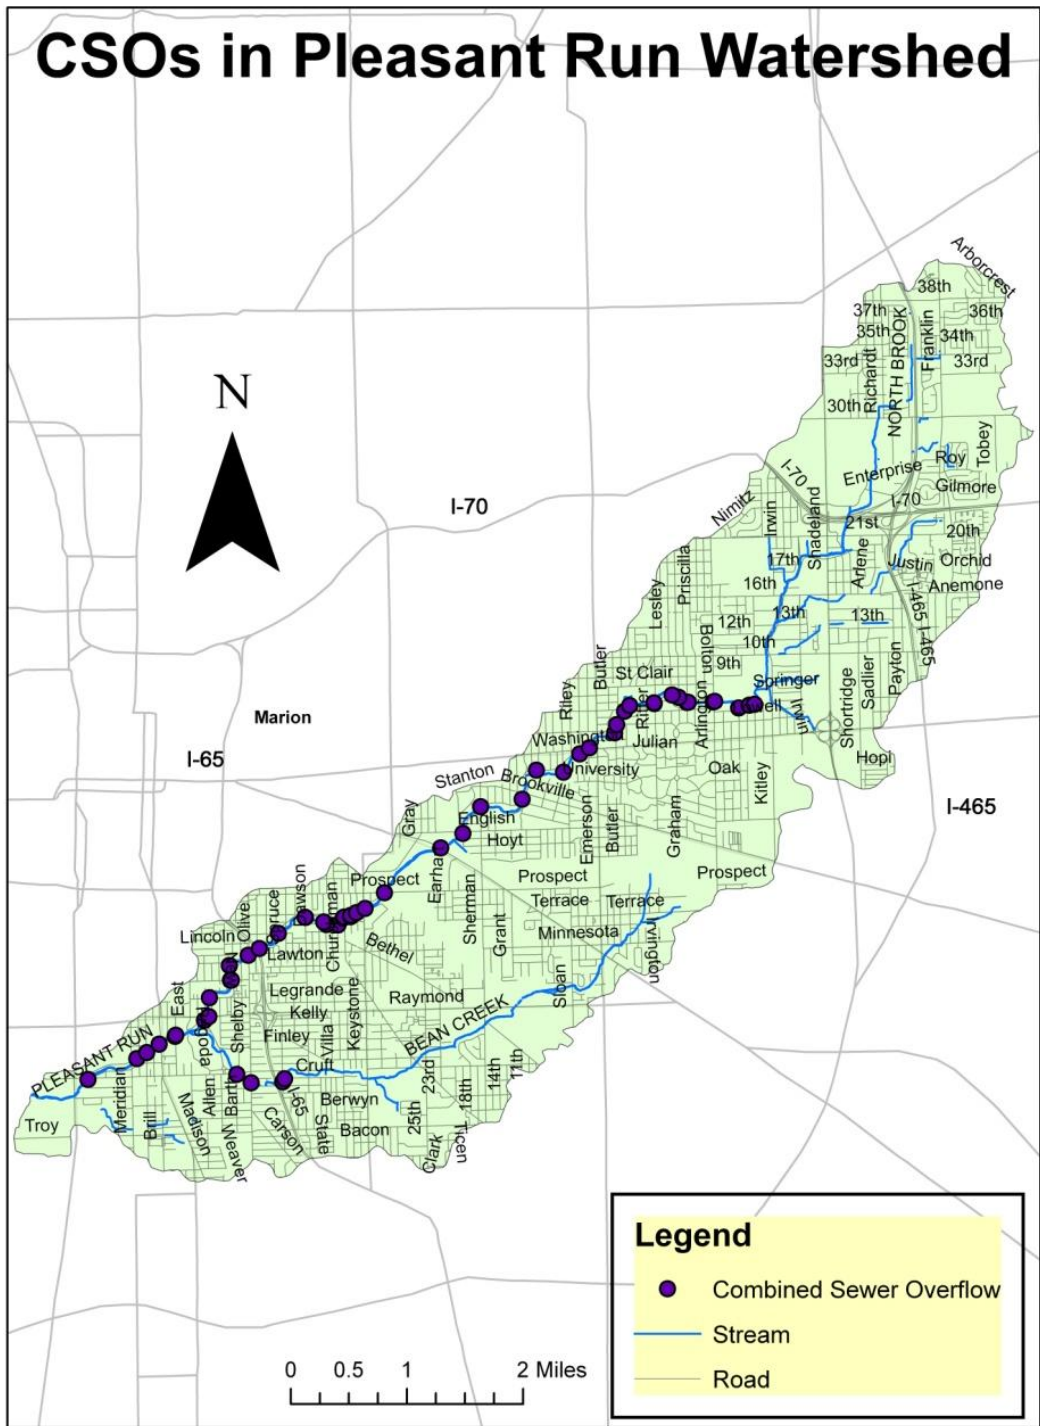 CSOs in Pleasant Run Watershed
N
Arborcrest
38th
37th
36th
35th
34th
33rd
33rd
Richardt
NORTH BROOK
Franklin
30th
Tobey
Roy
Enterprise
Gilmore
I-70
I-70
I-70
Nimitz
Irwin
Shadeland
21st
20th
17th
Arlene
Justin
Orchid
16th
Anemone
Priscilla
Lesley
13th
13th
12th
I-465
I-465
10th
Bolton
9th
Butler
St Clair
Springer
Payton
Sadlier
Shortridge
Irwin
Riley
Ritter
Arlington
Marion
Washington
Julian
I-65
University
Oak
Hopi
Kitley
Stanton
Brookville
I-465
Gray
English
Hoyt
Emerson
Butler
Graham
Prospect
Earha
Prospect
Prospect
Sherman
Terrace
Terrace
Grant
Minnesota
Irvington
Olive
Lincoln
Lawton
Bethel
Legrande
Raymond
Sloan
East
Shelby
Kelly
Keystone
Finley
Villa
BEAN CREEK
PLEASANT RUN
Cruft
23rd
14th
11th
18th
Meridian
Brill
Madison
Allen
Barth
I-65
Berwyn
Troy
Weaver
Carson
State
Bacon
25th
Clark
Legend
Combined Sewer Overflow
Stream
Road
0 0.5 1 2 Miles